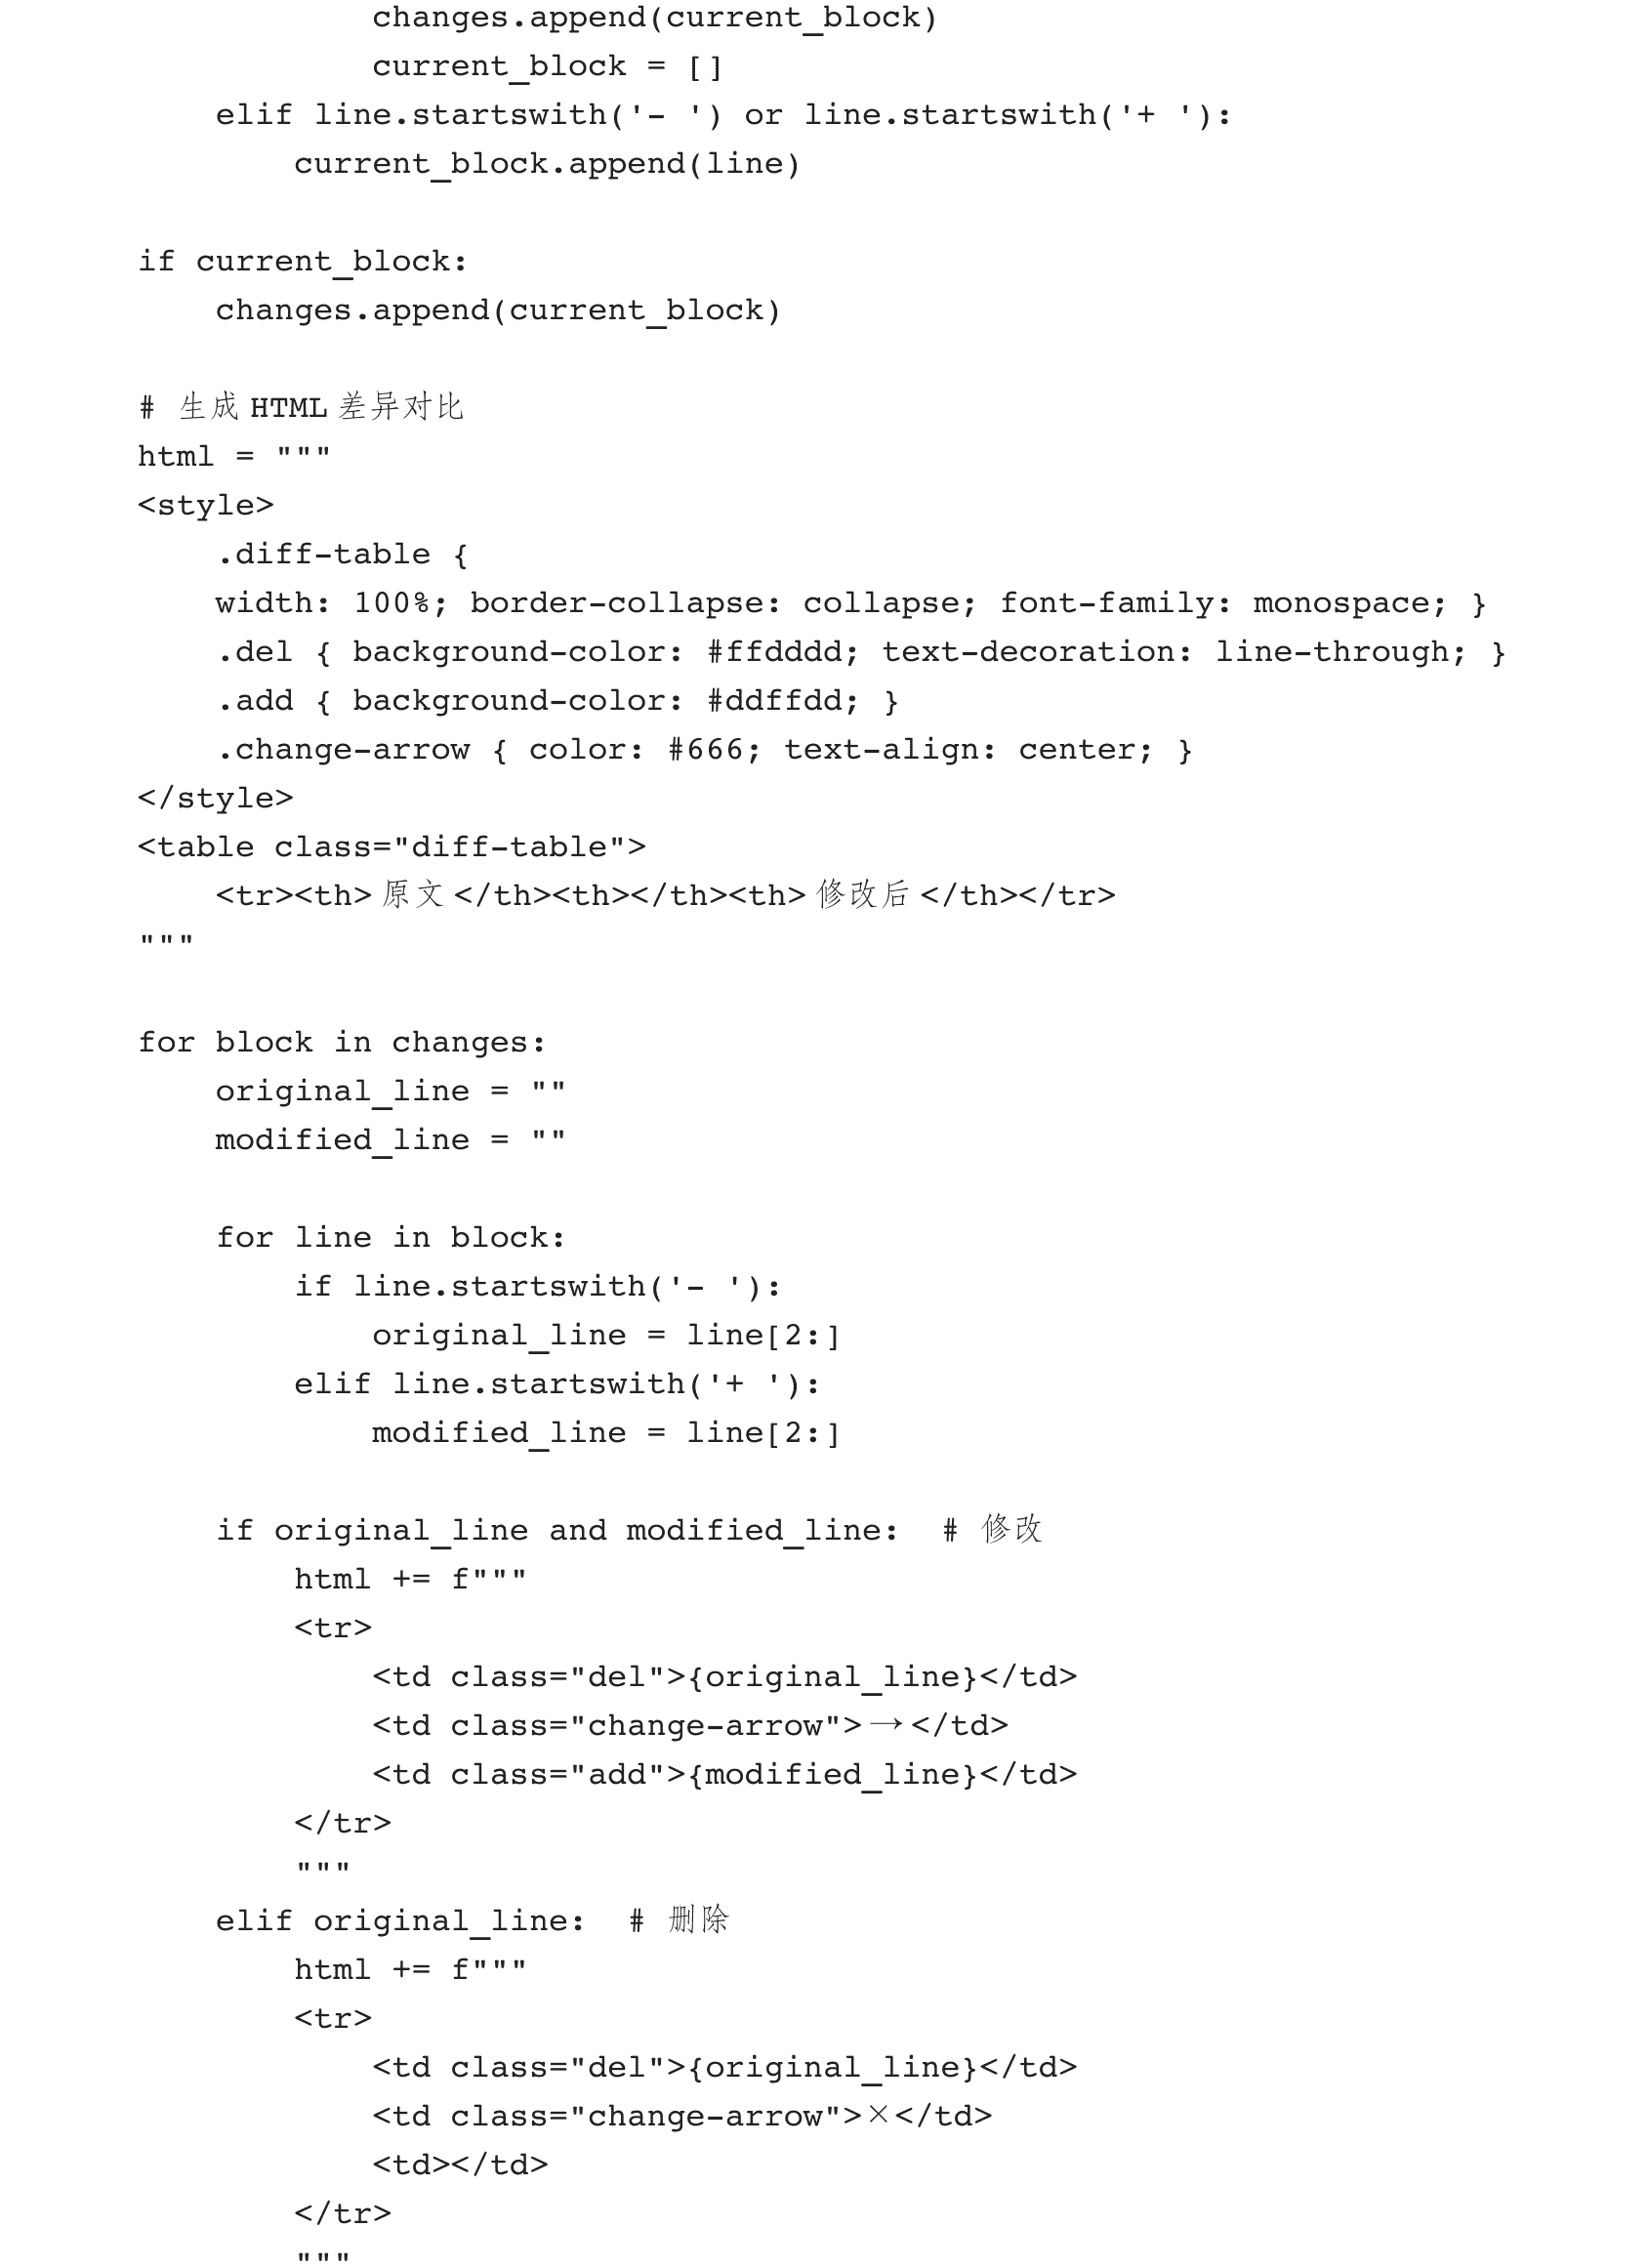 changes.append(current_block)
                current_block = []
        elif line.startswith('- ') or line.startswith('+ '):
            current_block.append(line)

    if current_block:
        changes.append(current_block)

    # 生成 HTML 差异对比
    html = """
    <style>
        .diff-table {
        width: 100%; border-collapse: collapse; font-family: monospace; }
        .del { background-color: #ffdddd; text-decoration: line-through; }
        .add { background-color: #ddffdd; }
        .change-arrow { color: #666; text-align: center; }
    </style>
    <table class="diff-table">
        <tr><th>原文</th><th></th><th>修改后</th></tr>
    """

    for block in changes:
        original_line = ""
        modified_line = ""

        for line in block:
            if line.startswith('- '):
                original_line = line[2:]
            elif line.startswith('+ '):
                modified_line = line[2:]

        if original_line and modified_line:  # 修改
            html += f"""
            <tr>
                <td class="del">{original_line}</td>
                <td class="change-arrow">→</td>
                <td class="add">{modified_line}</td>
            </tr>
            """
        elif original_line:  # 删除
            html += f"""
            <tr>
                <td class="del">{original_line}</td>
                <td class="change-arrow">×</td>
                <td></td>
            </tr>
            """